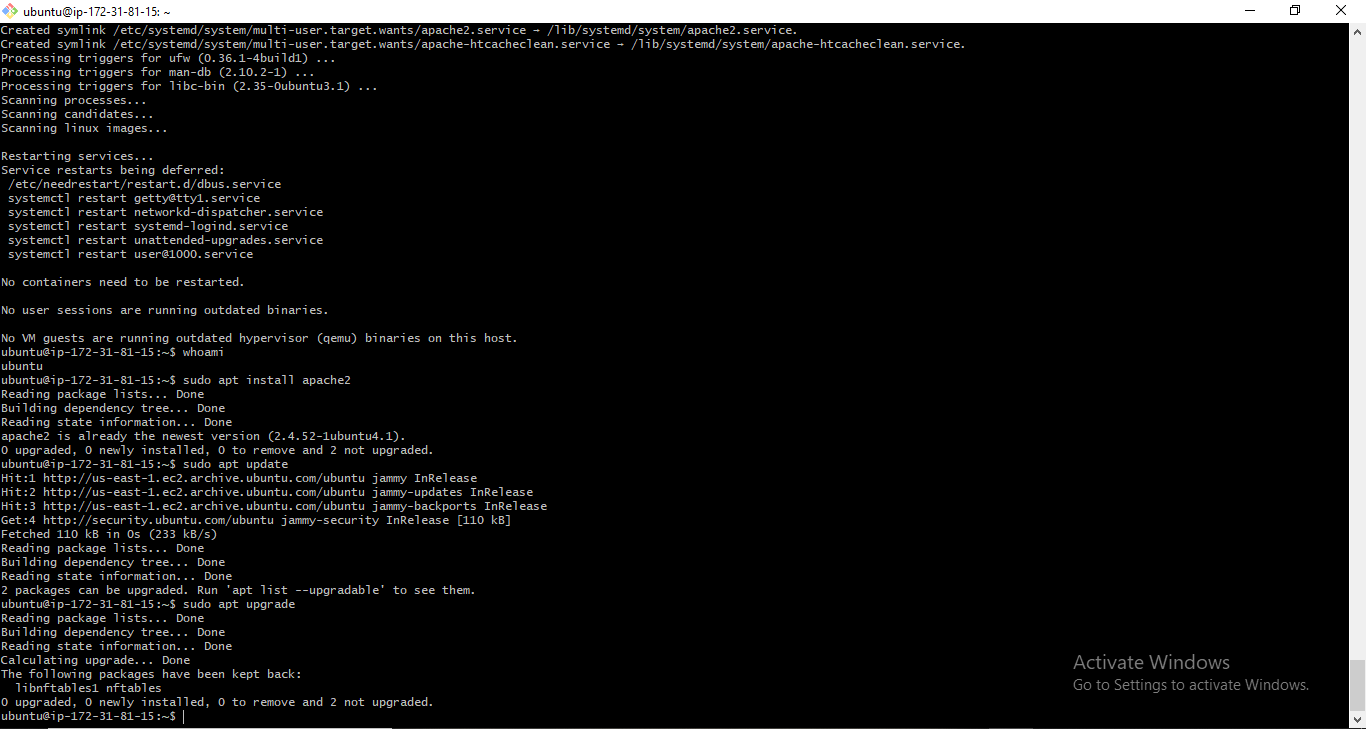 ubuntu@ip-172-31-81-15: ~
Created symlink /etc/systemd/system/multi-user.target.wants/apache2.service → /lib/systemd/system/apache2.service.
Created symlink /etc/systemd/system/multi-user.target.wants/apache-htcacheclean.service → /lib/systemd/system/apache-htcacheclean.service.
Processing triggers for ufw (0.36.1-4build1) ...
Processing triggers for man-db (2.10.2-1) ...
Processing triggers for libc-bin (2.35-0ubuntu3.1) ...
Scanning processes...
Scanning candidates...
Scanning linux images...
Restarting services...
Service restarts being deferred:
/etc/needrestart/restart.d/dbus.service
systemctl restart getty@tty1.service
systemctl restart networkd-dispatcher.service
systemctl restart systemd-logind.service
systemctl restart unattended-upgrades.service
systemctl restart user@1000.service
No containers need to be restarted.
No user sessions are running outdated binaries.
No VM guests are running outdated hypervisor (qemu) binaries on this host.
ubuntu@ip-172-31-81-15:~$ whoami
ubuntu
ubuntu@ip-172-31-81-15:~$ sudo apt install apache2
Reading package lists... Done
Building dependency tree... Done
Reading state information... Done
apache2 is already the newest version (2.4.52-1ubuntu4.1).
0 upgraded, 0 newly installed, 0 to remove and 2 not upgraded.
ubuntu@ip-172-31-81-15:~$ sudo apt update
Hit:1 http://us-east-1.ec2.archive.ubuntu.com/ubuntu jammy InRelease
Hit:2 http://us-east-1.ec2.archive.ubuntu.com/ubuntu jammy-updates InRelease
Hit:3 http://us-east-1.ec2.archive.ubuntu.com/ubuntu jammy-backports InRelease
Get:4 http://security.ubuntu.com/ubuntu jammy-security InRelease [110 kB]
Fetched 110 kB in 0s (233 kB/s)
Reading package lists... Done
Building dependency tree... Done
Reading state information... Done
2 packages can be upgraded. Run 'apt list --upgradable' to see them.
ubuntu@ip-172-31-81-15:~$ sudo apt upgrade
Reading package lists... Done
Building dependency tree... Done
Reading state information... Done
Calculating upgrade... Done
The following packages have been kept back:
libnftables1 nftables
0 upgraded, 0 newly installed, 0 to remove and 2 not upgraded.
ubuntu@ip-172-31-81-15:~$
Activate Windows
Go to Settings to activate Windows.